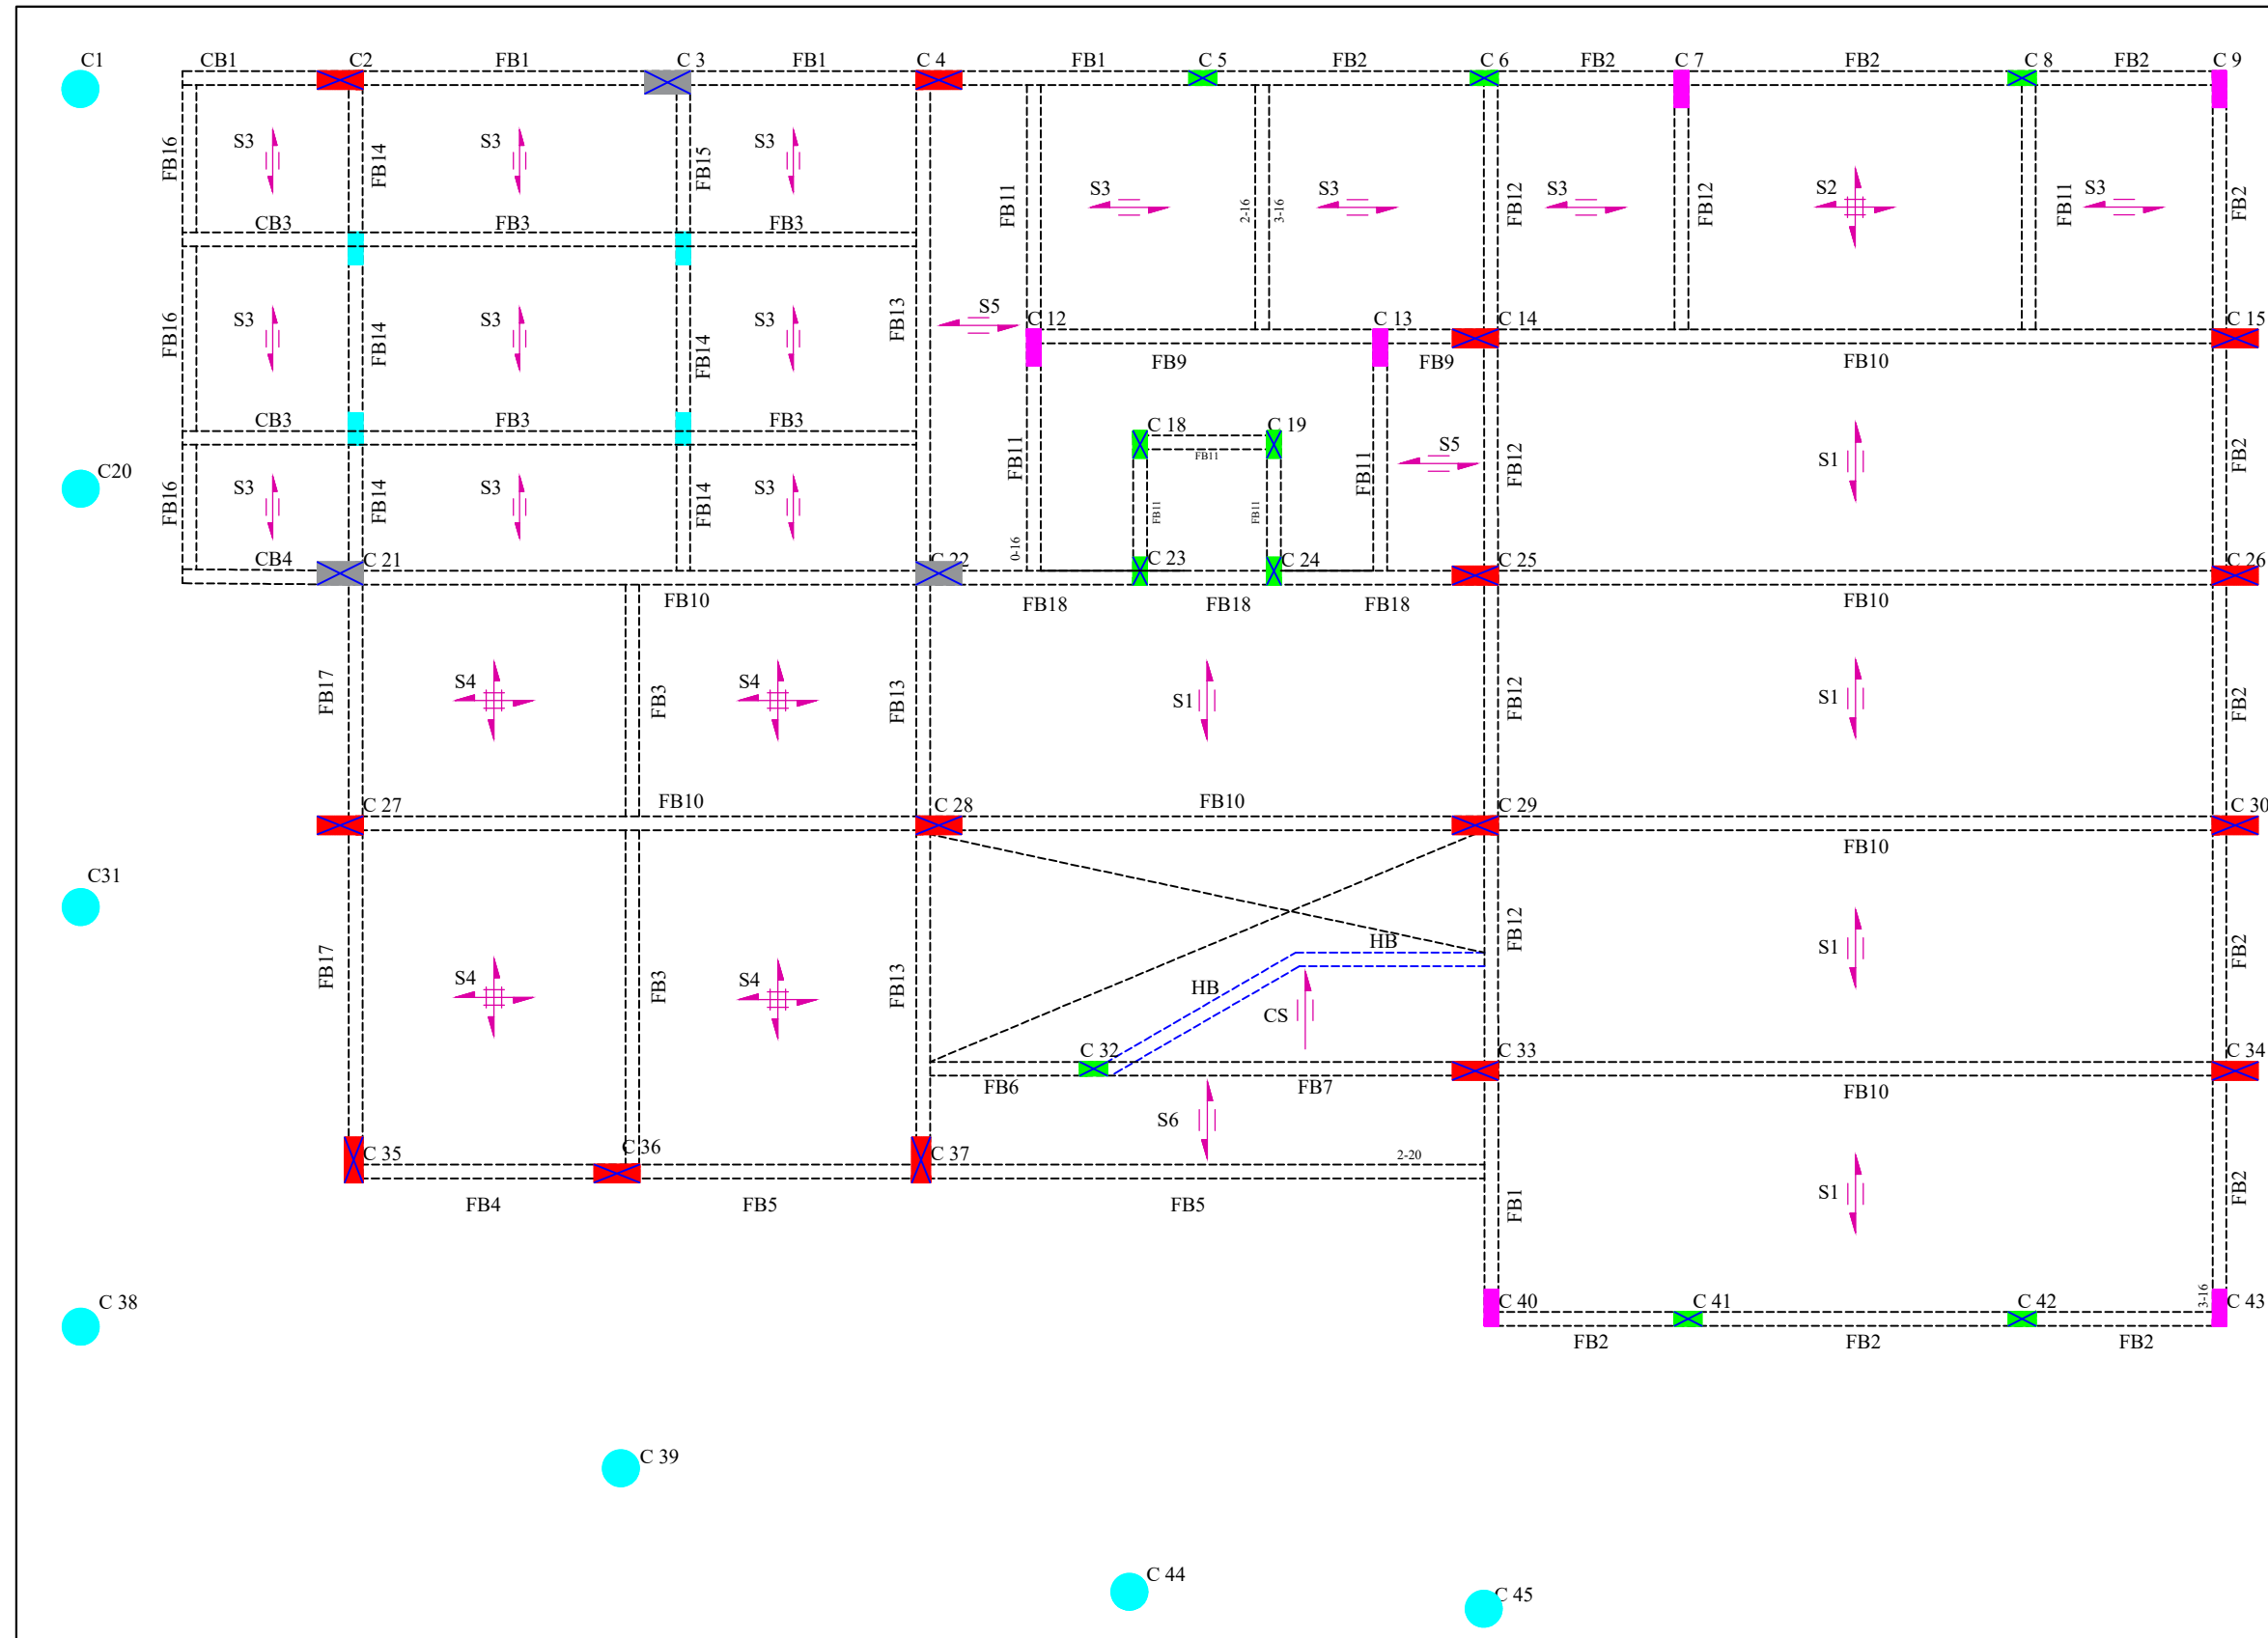 C1
CB1
C2
FB1
C 3
FB1
C 4
FB1
C 5
FB2
C 6
FB2
C 7
FB2
C 8
FB2
C 9
FB16
S3
FB14
S3
FB15
S3
FB11
S3
2-16
3-16
S3
FB12
S3
FB12
S2
FB11
S3
FB2
CB3
FB3
FB3
FB16
S3
FB14
S3
FB14
S3
FB13
S5
C 12
C 13
C 14
C 15
FB9
FB9
FB10
CB3
FB3
FB3
C 18
C 19
FB11
FB11
FB11
S5
FB12
S1
FB2
C20
FB16
S3
FB14
S3
FB14
S3
FB11
FB11
0-16
CB4
C 21
C 22
C 23
C 24
C 25
C 26
FB10
FB18
FB18
FB18
FB10
FB17
S4
FB3
S4
FB13
S1
FB12
S1
FB2
C 27
FB10
C 28
FB10
C 29
C 30
FB10
C31
FB17
S4
FB3
S4
FB13
HB
HB
CS
FB12
S1
FB2
C 32
C 33
C 34
FB6
FB7
FB10
S6
C 35
C 36
C 37
2-20
FB4
FB5
FB5
FB1
S1
FB2
3-16
C 38
C 40
C 41
C 42
C 43
FB2
FB2
FB2
C 39
C 44
C 45